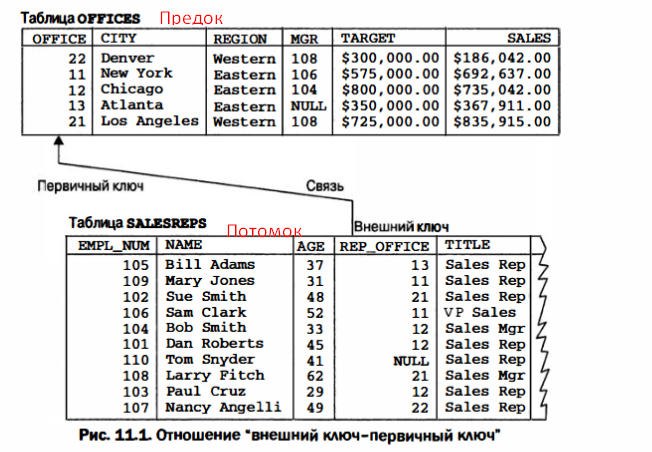 Таблица OFFICES Предок
OFFICE CITY REGION MGR TARGET SALES
22 Denver Western 108 $300,000.00 $186,042.00
11 New York Eastern 106 $575,000.00 $692,637.00
12 Chicago Eastern 104 $800,000.00 $735,042.00
13 Atlanta Eastern NULL $350,000.00 $367,911.00
21 Los Angeles Western 108 $725,000.00 $835,915.00
Первичный ключ Связь
Таблица SALESREPS Потомок Внешний ключ
EMPL_NUM NAME AGE REP_OFFICE TITLE
105 Bill Adams 37 13 Sales Rep
109 Mary Jones 31 11 Sales Rep
102 Sue Smith 48 21 Sales Rep
106 Sam Clark 52 11 VP Sales
104 Bob Smith 33 12 Sales Mgr
101 Dan Roberts 45 12 Sales Rep
110 Tom Snyder 41 NULL Sales Rep
108 Larry Fitch 62 21 Sales Mgr
103 Paul Cruz 29 12 Sales Rep
107 Nancy Angelli 49 22 Sales Rep
Рис. 11.1. Отношение "внешний ключ–первичный ключ"